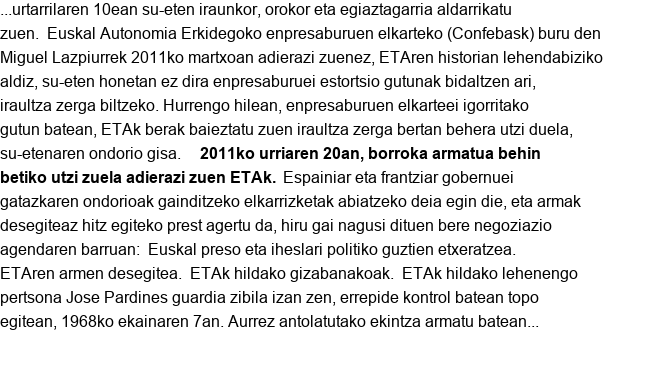 ...urtarrilaren 10ean su-eten iraunkor, orokor eta egiaztagarria aldarrikatu
zuen.  Euskal Autonomia Erkidegoko enpresaburuen elkarteko (Confebask) buru den
Miguel Lazpiurrek 2011ko martxoan adierazi zuenez, ETAren historian lehendabiziko
aldiz, su-eten honetan ez dira enpresaburuei estortsio gutunak bidaltzen ari,
iraultza zerga biltzeko. Hurrengo hilean, enpresaburuen elkarteei igorritako
gutun batean, ETAk berak baieztatu zuen iraultza zerga bertan behera utzi duela,
su-etenaren ondorio gisa.    2011ko urriaren 20an, borroka armatua behin
betiko utzi zuela adierazi zuen ETAk.  Espainiar eta frantziar gobernuei
gatazkaren ondorioak gainditzeko elkarrizketak abiatzeko deia egin die, eta armak
desegiteaz hitz egiteko prest agertu da, hiru gai nagusi dituen bere negoziazio
agendaren barruan:  Euskal preso eta iheslari politiko guztien etxeratzea.
ETAren armen desegitea.  ETAk hildako gizabanakoak.  ETAk hildako lehenengo
pertsona Jose Pardines guardia zibila izan zen, errepide kontrol batean topo
egitean, 1968ko ekainaren 7an. Aurrez antolatutako ekintza armatu batean...